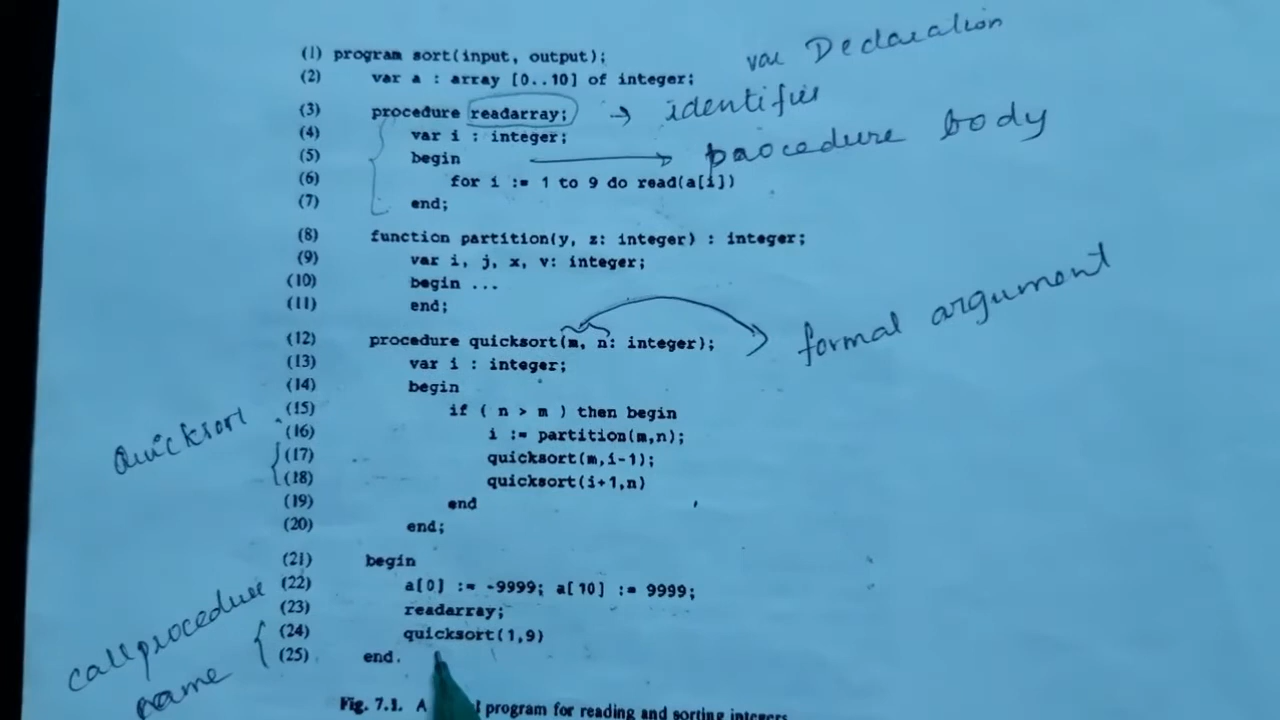 (1) program sort(input, output);
var Declaration
(2) var a : array [0..10] of integer;
(3) procedure readarray; → identifies
(4) var i : integer;
(5) begin → procedure body
(6) for i := 1 to 9 do read(a[i])
(7) end;
(8) function partition(y, z: integer) : integer;
(9) var i, j, x, v: integer;
(10) begin ...
(11) end;
(12) procedure quicksort(m, n: integer);
formal argument
(13) var i : integer;
(14) begin
(15) if ( n > m ) then begin
(16) i := partition(m,n);
Quicksort
(17) quicksort(m,i-1);
(18) quicksort(i+1,n)
(19) end
(20) end;
(21) begin
(22) a[0] := -9999; a[10] := 9999;
(23) readarray;
call procedure
name
(24) quicksort(1,9)
(25) end.
Fig. 7.1. A program for reading and sorting integers